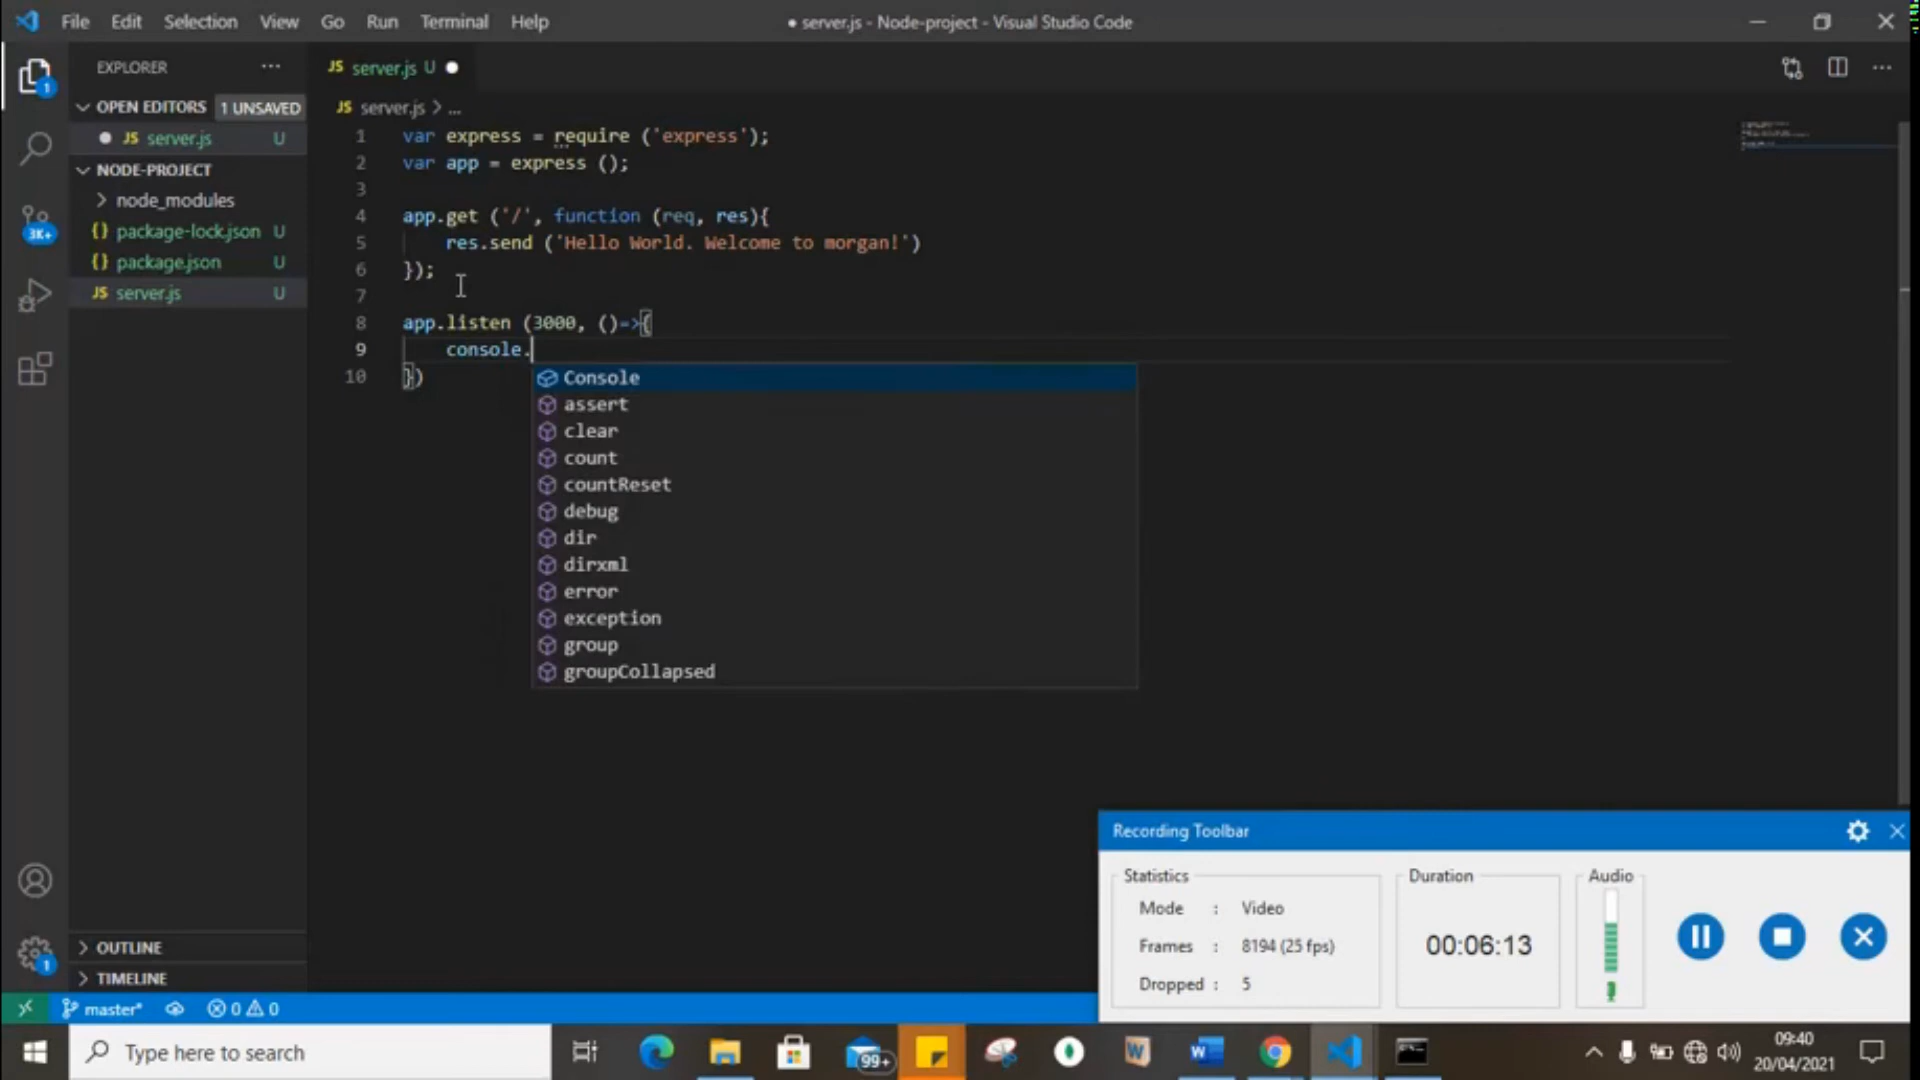 File Edit Selection View Go Run Terminal Help
● server.js - Node-project - Visual Studio Code
EXPLORER ...
JS server.js U ●
OPEN EDITORS 1 UNSAVED
● JS server.js U
NODE-PROJECT
node_modules
{} package-lock.json U
{} package.json U
JS server.js U
OUTLINE
TIMELINE
JS server.js > ...
1 var express = require ('express');
2 var app = express ();
3
4 app.get ('/', function (req, res){
5 res.send ('Hello World. Welcome to morgan!')
6 });
7
8 app.listen (3000, ()=>{
9 console.
10 })
Console
assert
clear
count
countReset
debug
dir
dirxml
error
exception
group
groupCollapsed
1
3K+
1
Recording Toolbar
Statistics
Mode : Video
Frames : 8194 (25 fps)
Dropped : 5
Duration
00:06:13
Audio
master* 0 0
Type here to search
99+
W
W
09:40
20/04/2021